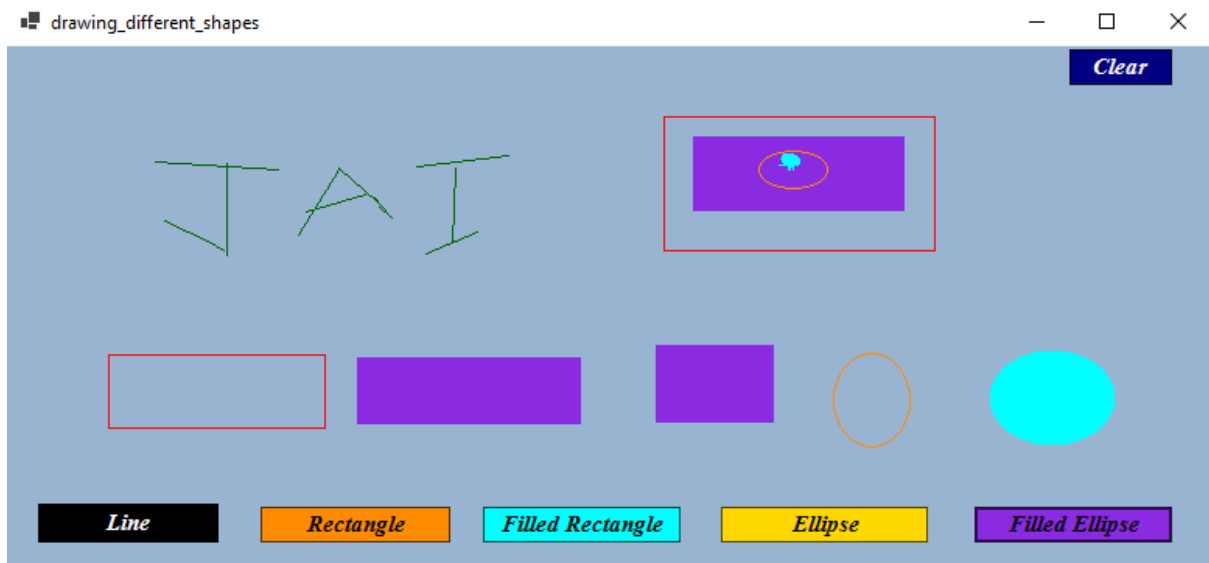 drawing_different_shapes
Clear
JAI
Line Rectangle Filled Rectangle Ellipse Filled Ellipse